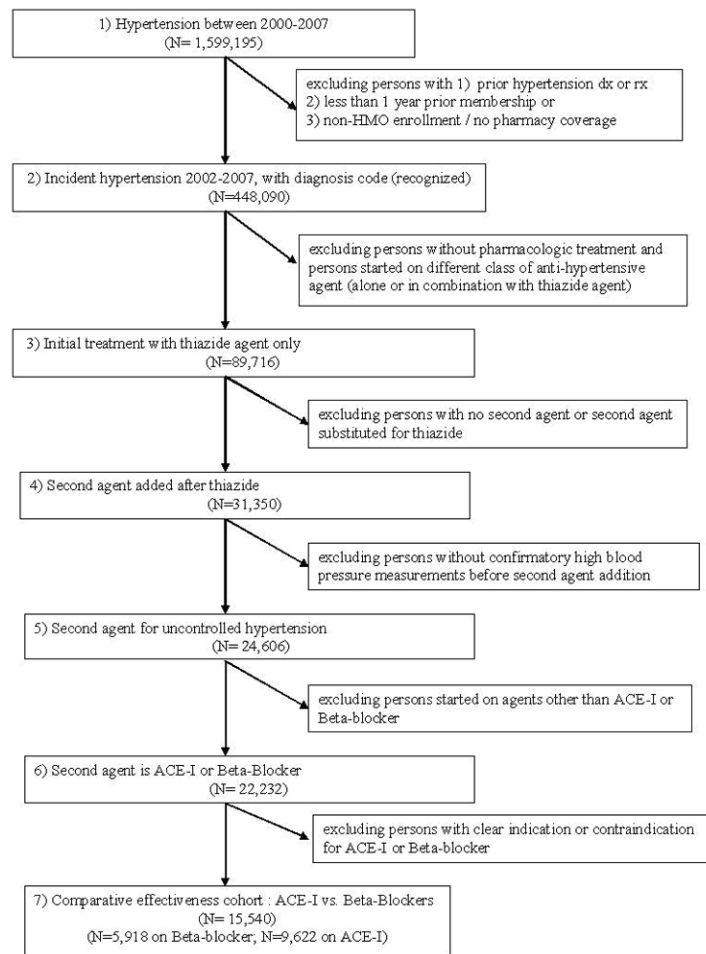 1) Hypertension between 2000-2007
(N= 1,599,195)
excluding persons with 1) prior hypertension dx or rx
2) less than 1 year prior membership or
3) non-HMO enrollment / no pharmacy coverage
2) Incident hypertension 2002-2007, with diagnosis code (recognized)
(N=448,090)
excluding persons without pharmacologic treatment and
persons started on different class of anti-hypertensive
agent (alone or in combination with thiazide agent)
3) Initial treatment with thiazide agent only
(N=89,716)
excluding persons with no second agent or second agent
substituted for thiazide
4) Second agent added after thiazide
(N=31,350)
excluding persons without confirmatory high blood
pressure measurements before second agent addition
5) Second agent for uncontrolled hypertension
(N= 24,606)
excluding persons started on agents other than ACE-I or
Beta-blocker
6) Second agent is ACE-I or Beta-Blocker
(N= 22,232)
excluding persons with clear indication or contraindication
for ACE-I or Beta-blocker
7) Comparative effectiveness cohort : ACE-I vs. Beta-Blockers
(N= 15,540)
(N=5,918 on Beta-blocker; N=9,622 on ACE-I)